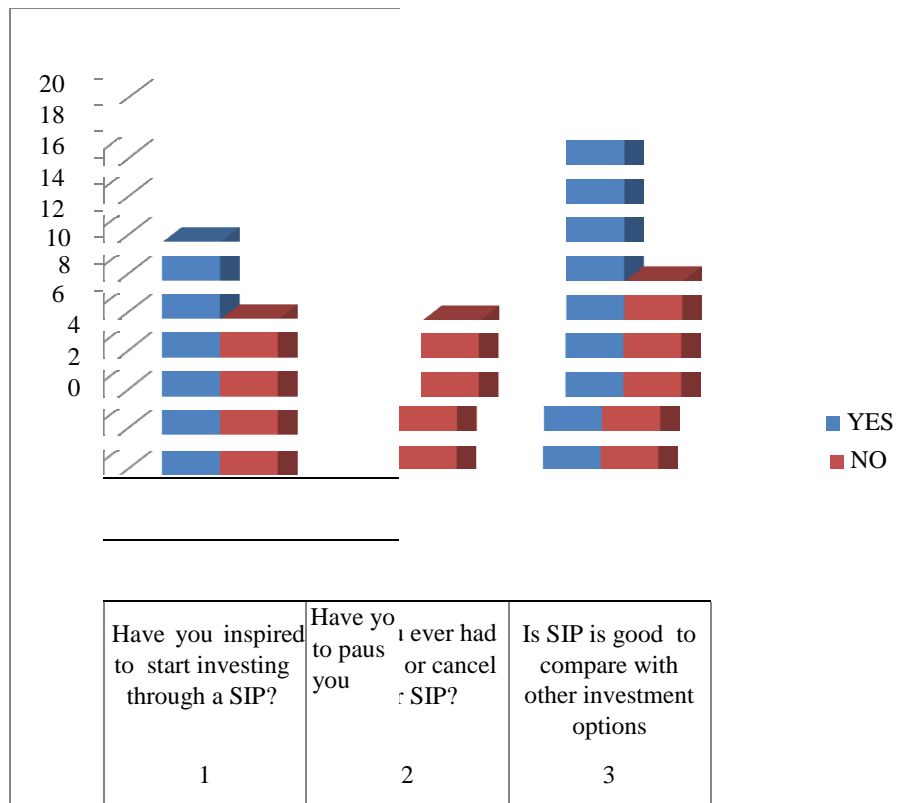 20
18
16
14
12
10
8
6
4
2
0
YES
NO
Have you inspired
to start investing
through a SIP?
1
Have yo u ever had
to paus or cancel
you r SIP?
2
Is SIP is good to
compare with
other investment
options
3